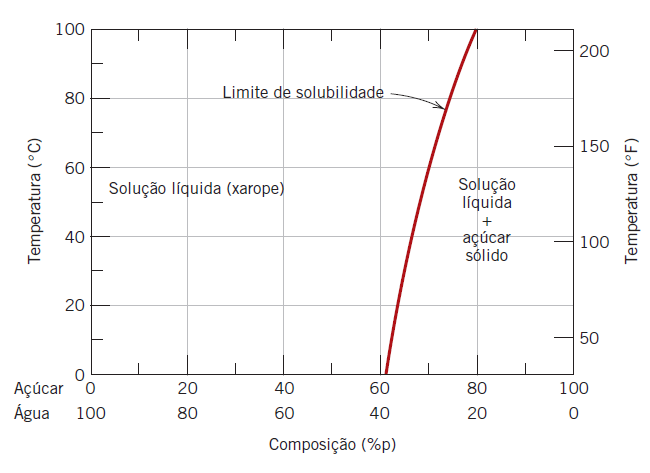 100
200
80
Limite de solubilidade
150
60
Solução líquida (xarope)
Solução
líquida
+
açúcar
sólido
Temperatura (°C)
Temperatura (°F)
40
100
20
50
0
Açúcar 0 20 40 60 80 100
Água 100 80 60 40 20 0
Composição (%p)